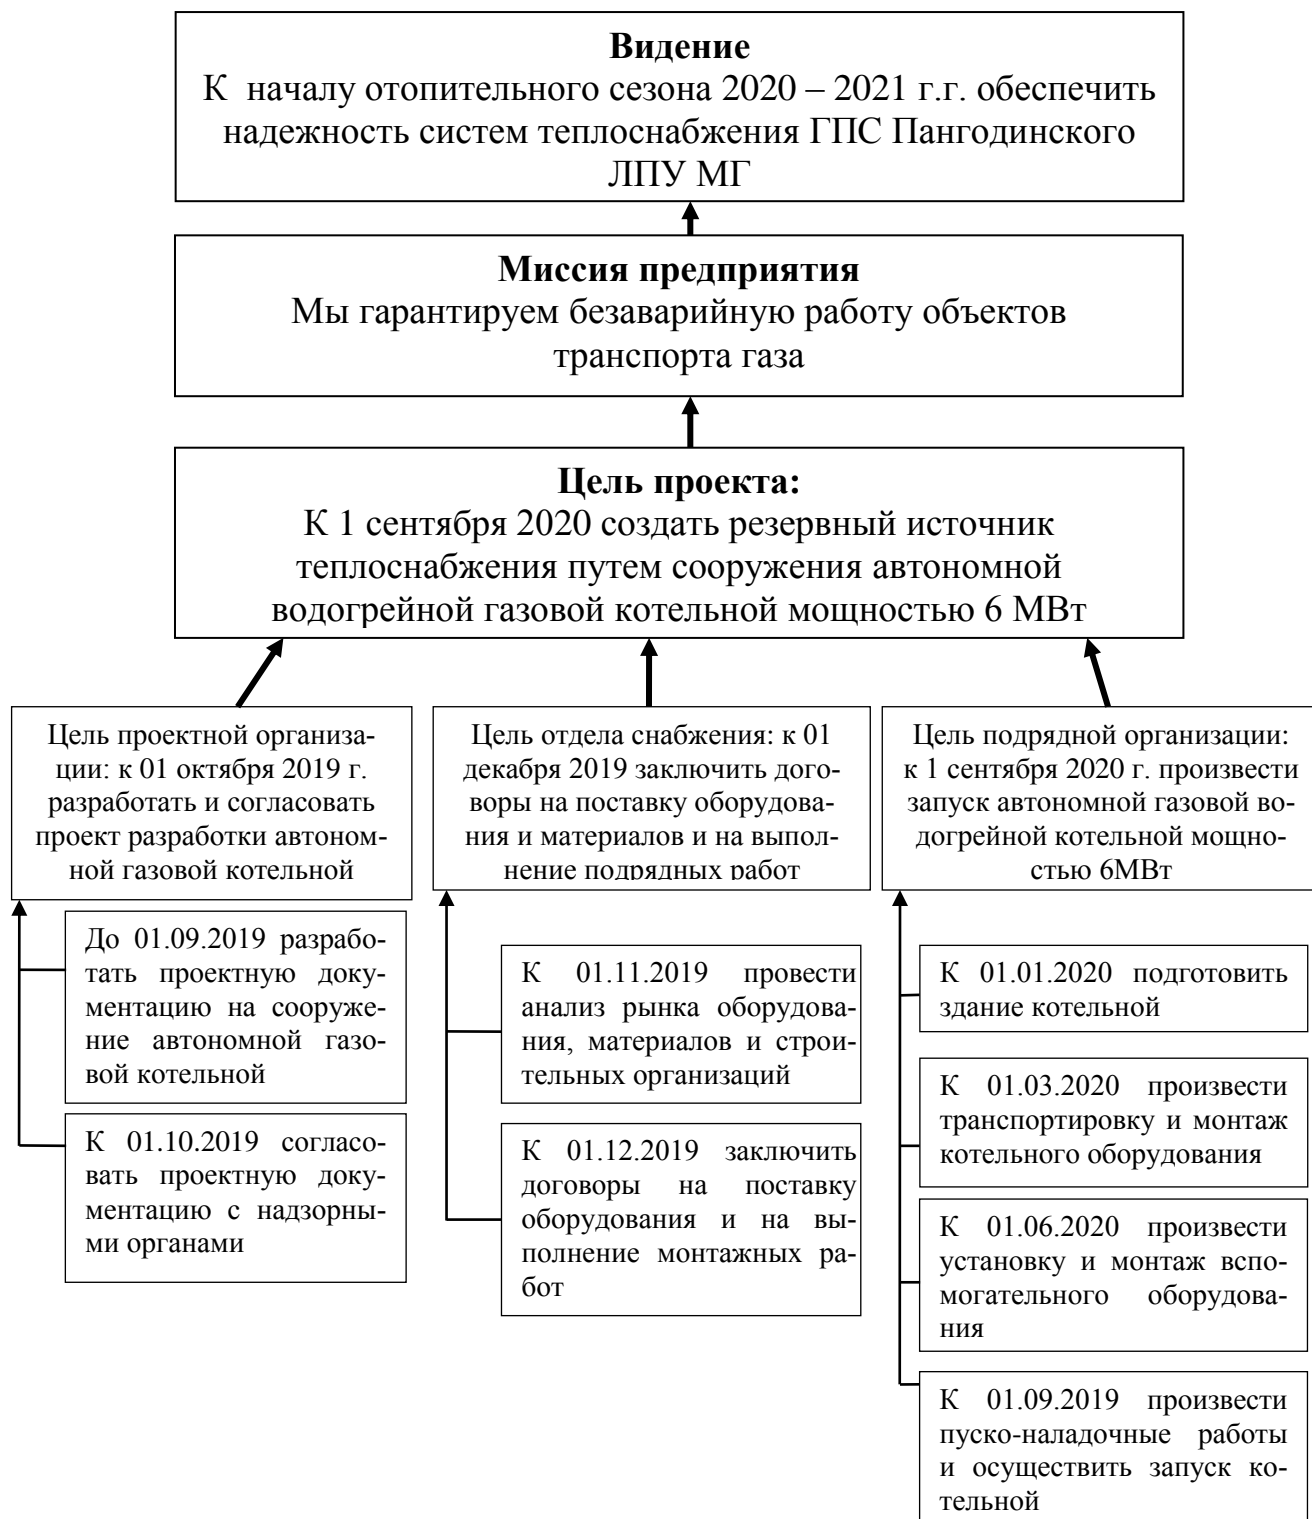 Видение
К началу отопительного сезона 2020 – 2021 г.г. обеспечить
надежность систем теплоснабжения ГПС Пангодинского
ЛПУ МГ
Миссия предприятия
Мы гарантируем безаварийную работу объектов
транспорта газа
Цель проекта:
К 1 сентября 2020 создать резервный источник
теплоснабжения путем сооружения автономной
водогрейной газовой котельной мощностью 6 МВт
Цель проектной организа-
ции: к 01 октября 2019 г.
разработать и согласовать
проект разработки автоном-
ной газовой котельной
До 01.09.2019 разрабо-
тать проектную доку-
ментацию на сооруже-
ние автономной газо-
вой котельной
К 01.10.2019 согласо-
вать проектную доку-
ментацию с надзорны-
ми органами
Цель отдела снабжения: к 01
декабря 2019 заключить дого-
воры на поставку оборудова-
ния и материалов и на выпол-
нение подрядных работ
К 01.11.2019 провести
анализ рынка оборудова-
ния, материалов и строи-
тельных организаций
К 01.12.2019 заключить
договоры на поставку
оборудования и на вы-
полнение монтажных ра-
бот
Цель подрядной организации:
к 1 сентября 2020 г. произвести
запуск автономной газовой во-
догрейной котельной мощно-
стью 6МВт
К 01.01.2020 подготовить
здание котельной
К 01.03.2020 произвести
транспортировку и монтаж
котельного оборудования
К 01.06.2020 произвести
установку и монтаж вспо-
могательного оборудова-
ния
К 01.09.2019 произвести
пуско-наладочные работы
и осуществить запуск ко-
тельной